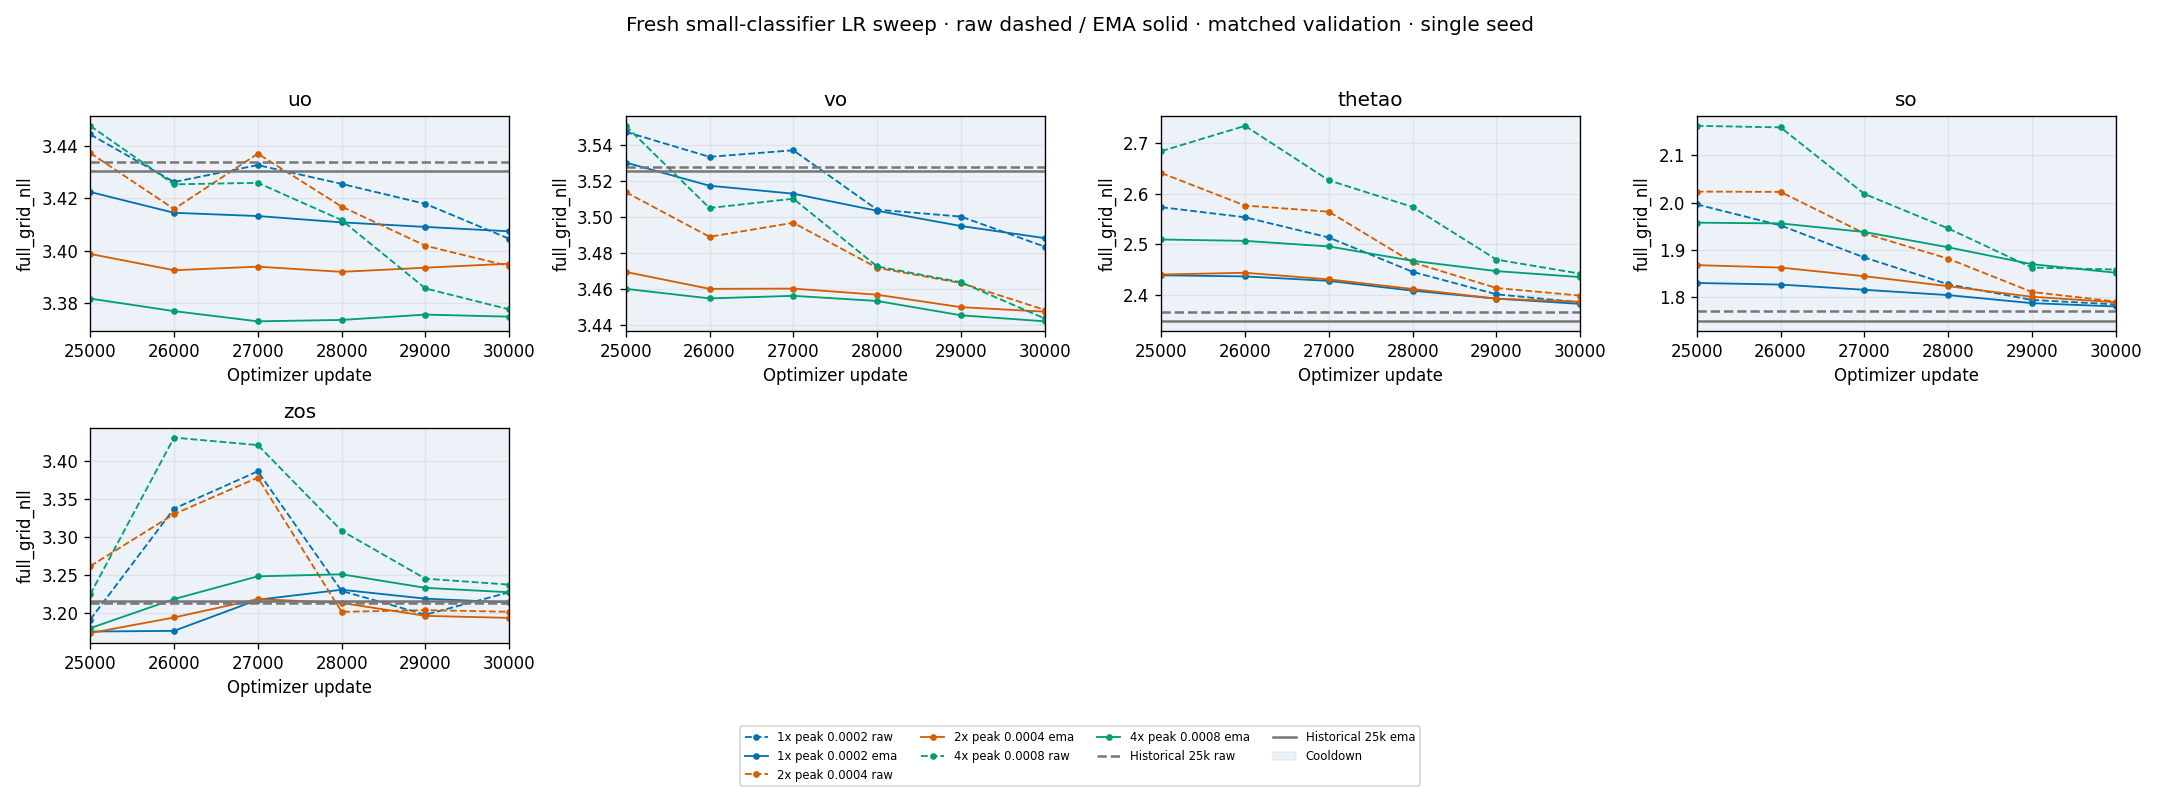 Fresh small-classifier LR sweep · raw dashed / EMA solid · matched validation · single seed
uo
full_grid_nll
3.44
3.42
3.40
3.38
25000 26000 27000 28000 29000 30000
Optimizer update
vo
full_grid_nll
3.54
3.52
3.50
3.48
3.46
3.44
25000 26000 27000 28000 29000 30000
Optimizer update
thetao
full_grid_nll
2.7
2.6
2.5
2.4
25000 26000 27000 28000 29000 30000
Optimizer update
so
full_grid_nll
2.1
2.0
1.9
1.8
25000 26000 27000 28000 29000 30000
Optimizer update
zos
full_grid_nll
3.40
3.35
3.30
3.25
3.20
25000 26000 27000 28000 29000 30000
Optimizer update
1x peak 0.0002 raw
1x peak 0.0002 ema
2x peak 0.0004 raw
2x peak 0.0004 ema
4x peak 0.0008 raw
4x peak 0.0008 ema
Historical 25k raw
Historical 25k ema
Cooldown